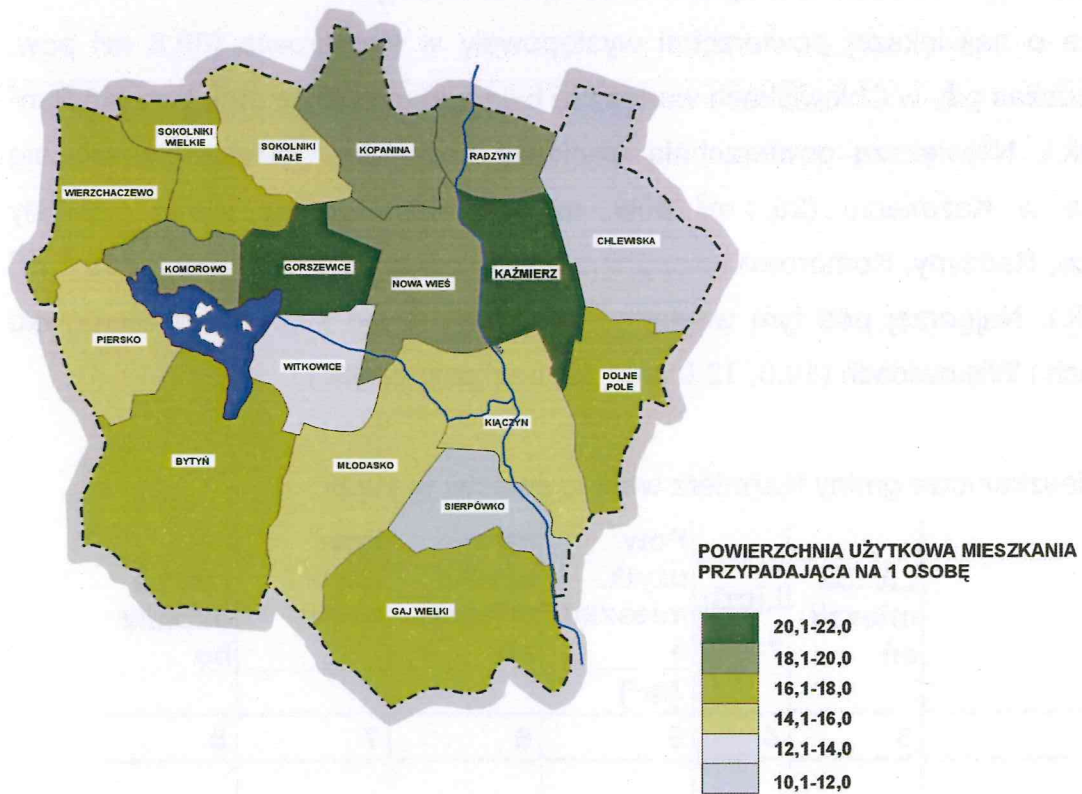 SOKOLNIKI
WIELKIE
SOKOLNIKI
MAŁE
KOPANINA
RADZYNY
WIERZCHACZEWO
CHLEWISKA
KOMOROWO
GORSZEWICE
KAŹMIERZ
NOWA WIEŚ
PIERSKO
WITKOWICE
DOLNE
POLE
KIĄCZYN
BYTYŃ
MŁODASKO
SIERPÓWKO
GAJ WIELKI
POWIERZCHNIA UŻYTKOWA MIESZKANIA
PRZYPADAJĄCA NA 1 OSOBĘ
20,1-22,0
18,1-20,0
16,1-18,0
14,1-16,0
12,1-14,0
10,1-12,0